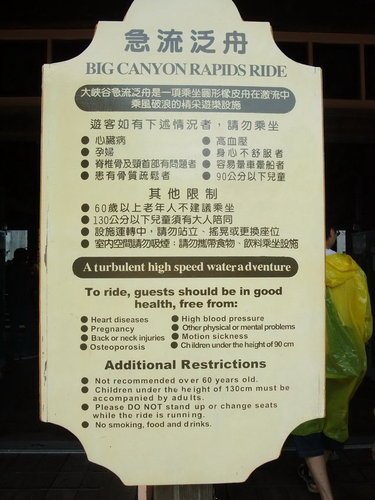 急流泛舟
BIG CANYON RAPIDS RIDE
大峽谷急流泛舟是一項乘坐圓形橡皮舟在激流中
乘風破浪的精采遊樂設施
遊客如有下述情況者，請勿乘坐
●心臟病 ●高血壓
●孕婦 ●身心不舒服者
●脊椎骨及頸首部有問題者 ●容易暈車暈船者
●患有骨質疏鬆者 ●90公分以下兒童
其他限制
●60歲以上老年人不建議乘坐
●130公分以下兒童須有大人陪同
●設施運轉中，請勿站立、搖晃或更換座位
●室內空間請勿吸煙，請勿攜帶食物、飲料乘坐設施
A turbulent high speed water adventure
To ride, guests should be in good
health, free from:
●Heart diseases ●High blood pressure
●Pregnancy ●Other physical or mental problems
●Back or neck injuries ●Motion sickness
●Osteoporosis ●Children under the height of 90 cm
Additional Restrictions
●Not recommended over 60 years old.
●Children under the height of 130cm must be
accompanied by adults.
●Please DO NOT stand up or change seats
while the ride is running.
●No smoking, food and drinks.